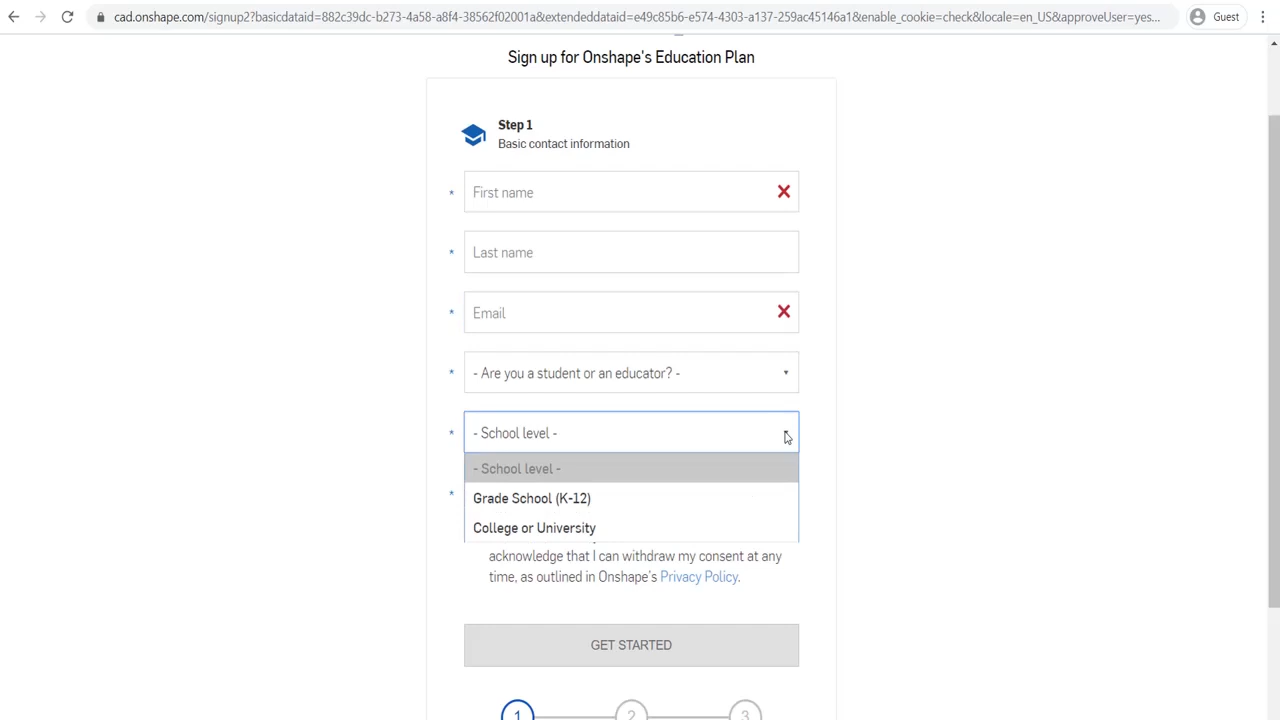 cad.onshape.com/signup2?basicdataid=882c39dc-b273-4a58-a8f4-38562f02001a&extendeddataid=e49c85b6-e574-43f3-a137-259ac45146a1&enable_cookie=check&locale=en_US&approveUser=yes...
Guest
Sign up for Onshape's Education Plan
Step 1
Basic contact information
* First name
* Last name
* Email
* - Are you a student or an educator? -
* - School level -
- School level -
* Grade School (K-12)
College or University
acknowledge that I can withdraw my consent at any
time, as outlined in Onshape's Privacy Policy.
GET STARTED
1 2 3